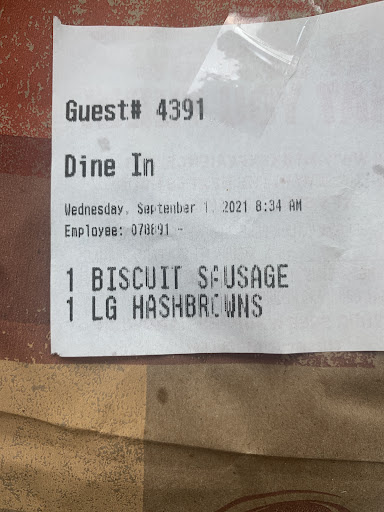 Guest# 4391
Dine In
Wednesday, September 1, 2021 8:34 AM
Employee: 078891 -
1 BISCUIT SAUSAGE
1 LG HASHBROWNS